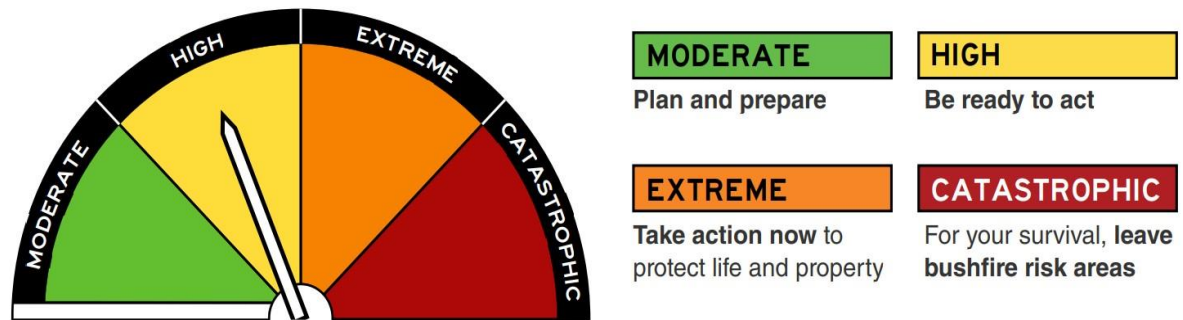 MODERATE
HIGH
EXTREME
CATASTROPHIC
MODERATE
Plan and prepare
HIGH
Be ready to act
EXTREME
Take action now to
protect life and property
CATASTROPHIC
For your survival, leave
bushfire risk areas